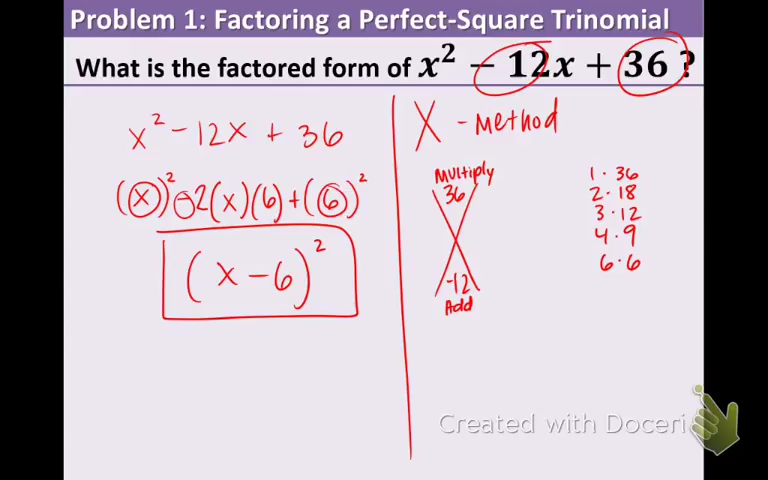 Problem 1: Factoring a Perfect-Square Trinomial
What is the factored form of x² − 12x + 36 ?
x² - 12x + 36
(x)² - 2(x)(6) + (6)²
(x - 6)²
X - method
Multiply
36
-12
Add
1 · 36
2 · 18
3 · 12
4 · 9
6 · 6
Created with Doceri